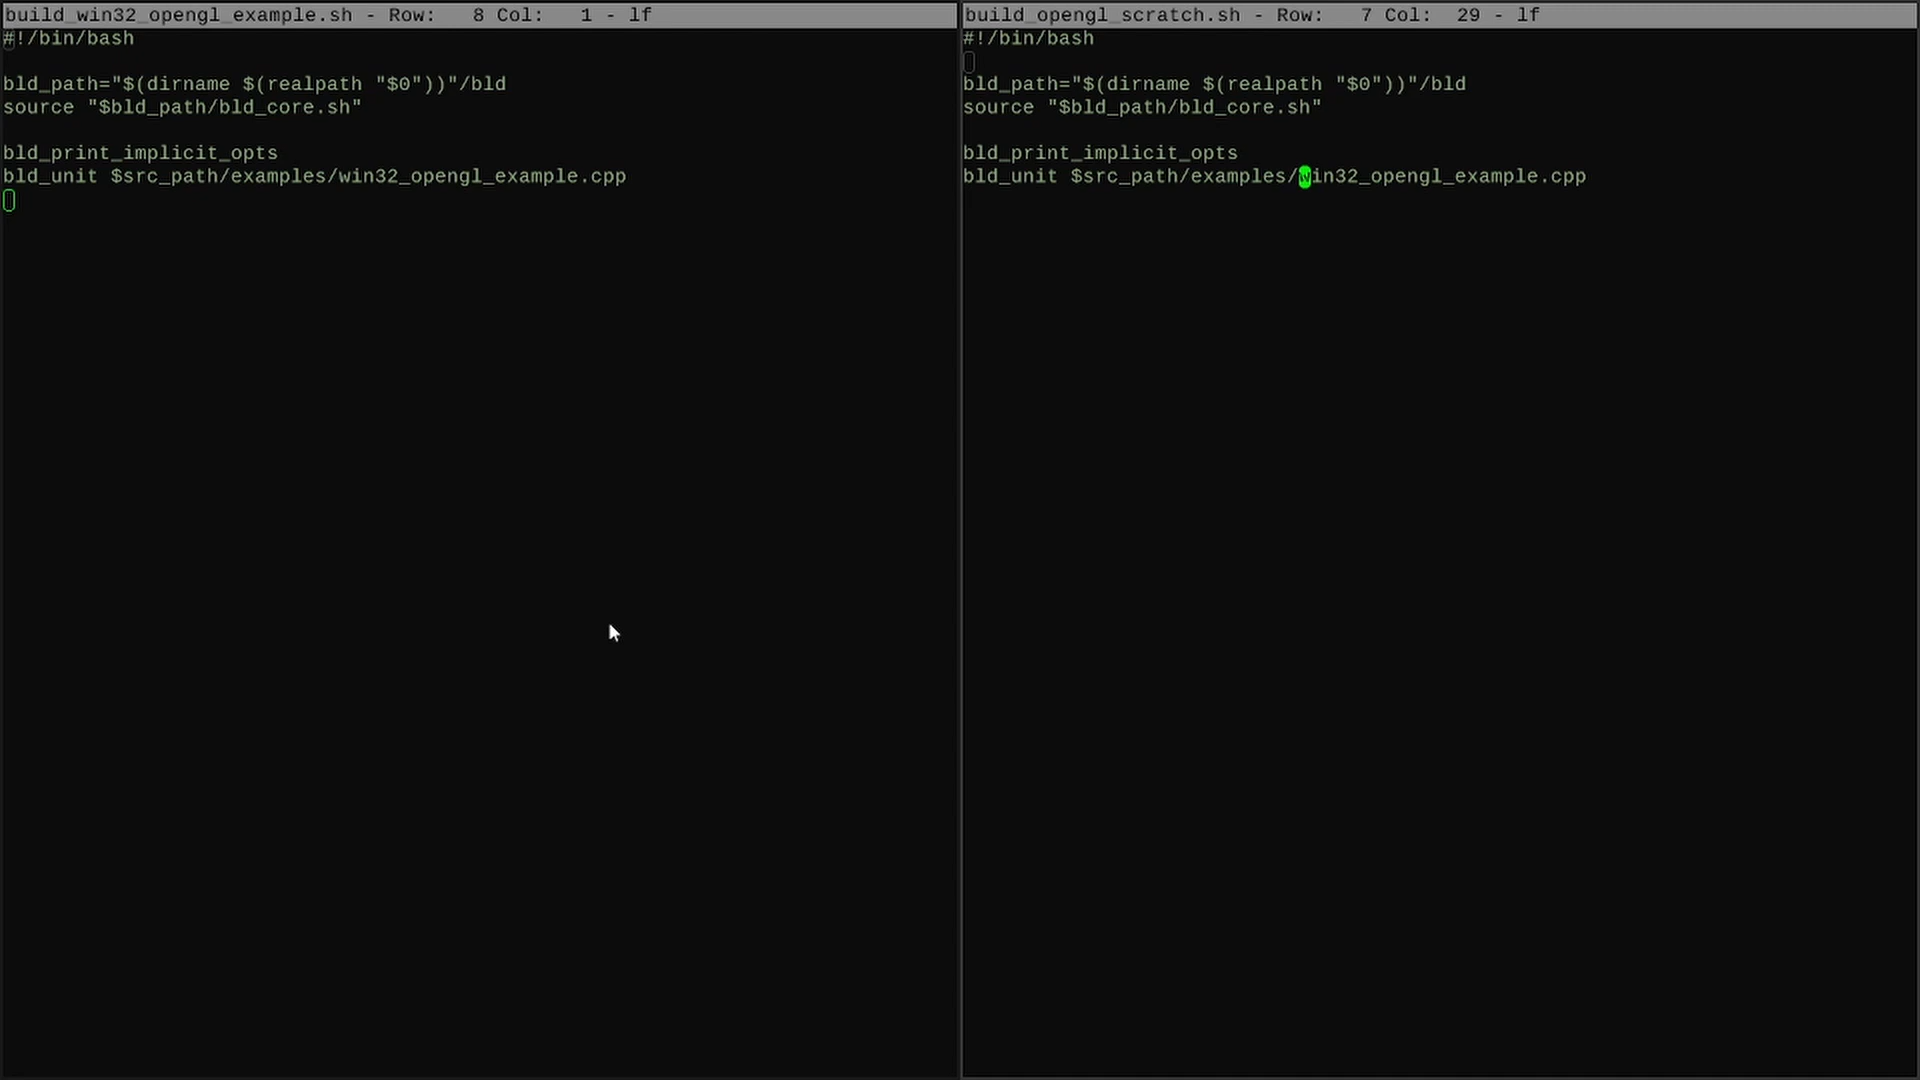 build_win32_opengl_example.sh - Row:   8 Col:   1 - lf
#!/bin/bash
bld_path="$(dirname $(realpath "$0"))"/bld
source "$bld_path/bld_core.sh"
bld_print_implicit_opts
bld_unit $src_path/examples/win32_opengl_example.cpp
build_opengl_scratch.sh - Row:   7 Col:  29 - lf
#!/bin/bash
bld_path="$(dirname $(realpath "$0"))"/bld
source "$bld_path/bld_core.sh"
bld_print_implicit_opts
bld_unit $src_path/examples/win32_opengl_example.cpp